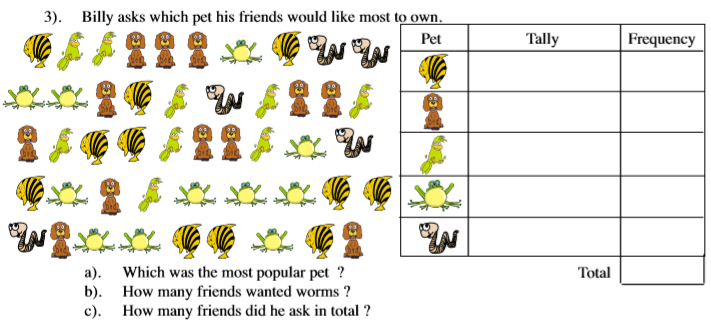 3). Billy asks which pet his friends would like most to own.
Pet Tally Frequency
Total
a). Which was the most popular pet ?
b). How many friends wanted worms ?
c). How many friends did he ask in total ?